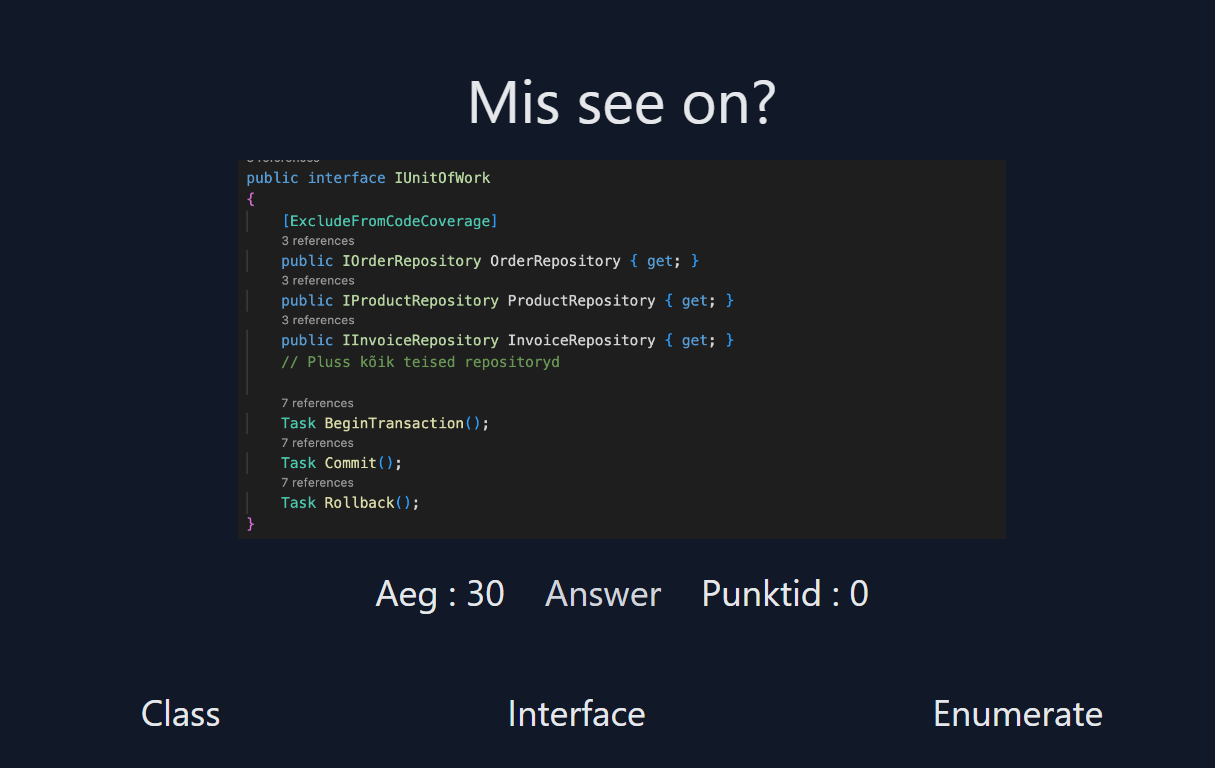 Mis see on?
public interface IUnitOfWork
{
[ExcludeFromCodeCoverage]
3 references
public IOrderRepository OrderRepository { get; }
3 references
public IProductRepository ProductRepository { get; }
3 references
public IInvoiceRepository InvoiceRepository { get; }
// Pluss kõik teised repositoryd
7 references
Task BeginTransaction();
7 references
Task Commit();
7 references
Task Rollback();
}
Aeg : 30 Answer Punktid : 0
Class Interface Enumerate